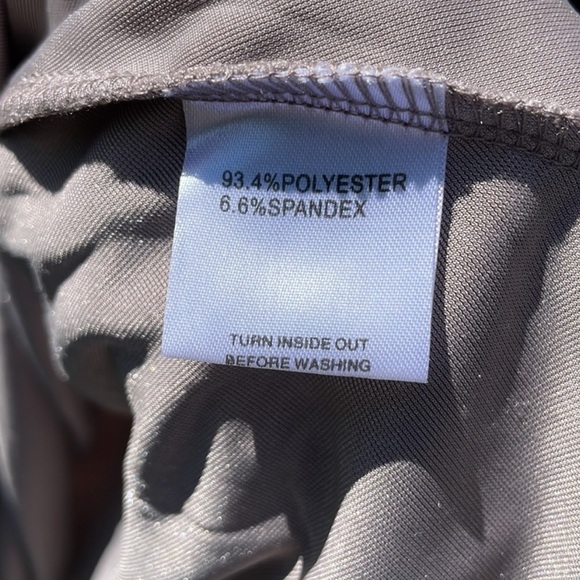 93.4%POLYESTER
6.6%SPANDEX
TURN INSIDE OUT
BEFORE WASHING